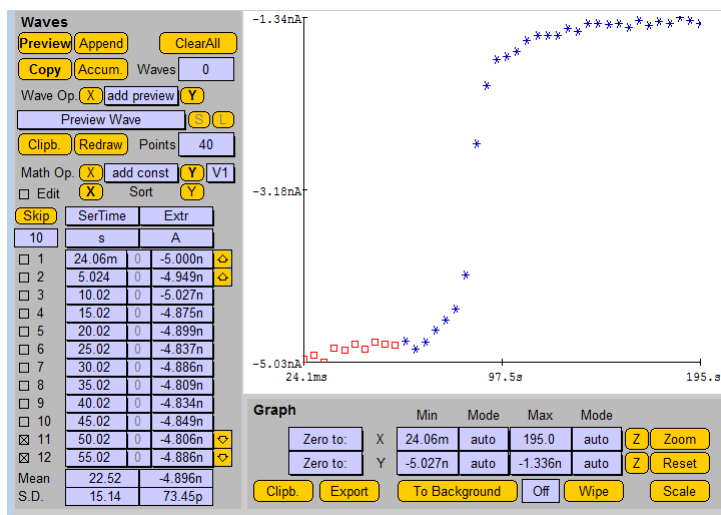 Waves
Preview Append ClearAll
Copy Accum. Waves 0
Wave Op. X add preview Y
Preview Wave S L
Clipb. Redraw Points 40
Math Op. X add const Y V1
Edit X Sort Y
Skip SerTime Extr
10 s A
1 24.06m 0 -5.000n
2 5.024 0 -4.949n
3 10.02 0 -5.027n
4 15.02 0 -4.875n
5 20.02 0 -4.899n
6 25.02 0 -4.837n
7 30.02 0 -4.886n
8 35.02 0 -4.809n
9 40.02 0 -4.834n
10 45.02 0 -4.849n
11 50.02 0 -4.806n
12 55.02 0 -4.886n
Mean 22.52 -4.896n
S.D. 15.14 73.45p
-1.34nA
-3.18nA
-5.03nA
24.1ms 97.5s 195.s
Graph
Min Mode Max Mode
Zero to: X 24.06m auto 195.0 auto Z Zoom
Zero to: Y -5.027n auto -1.336n auto Z Reset
Clipb. Export To Background Off Wipe Scale